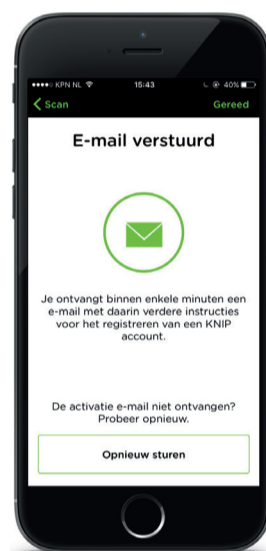 KPN NL 15:43 40%
Scan Gereed
E-mail verstuurd
Je ontvangt binnen enkele minuten een
e-mail met daarin verdere instructies
voor het registreren van een KNIP
account.
De activatie e-mail niet ontvangen?
Probeer opnieuw.
Opnieuw sturen